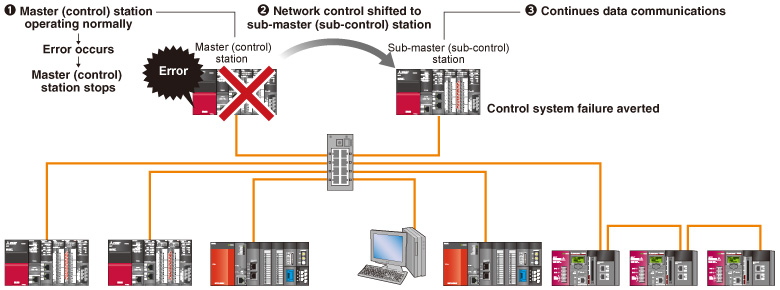 ❶ Master (control) station
operating normally
Error occurs
Master (control)
station stops
❷ Network control shifted to
sub-master (sub-control) station
❸ Continues data communications
Master (control)
station
Error
Sub-master (sub-control)
station
Control system failure averted